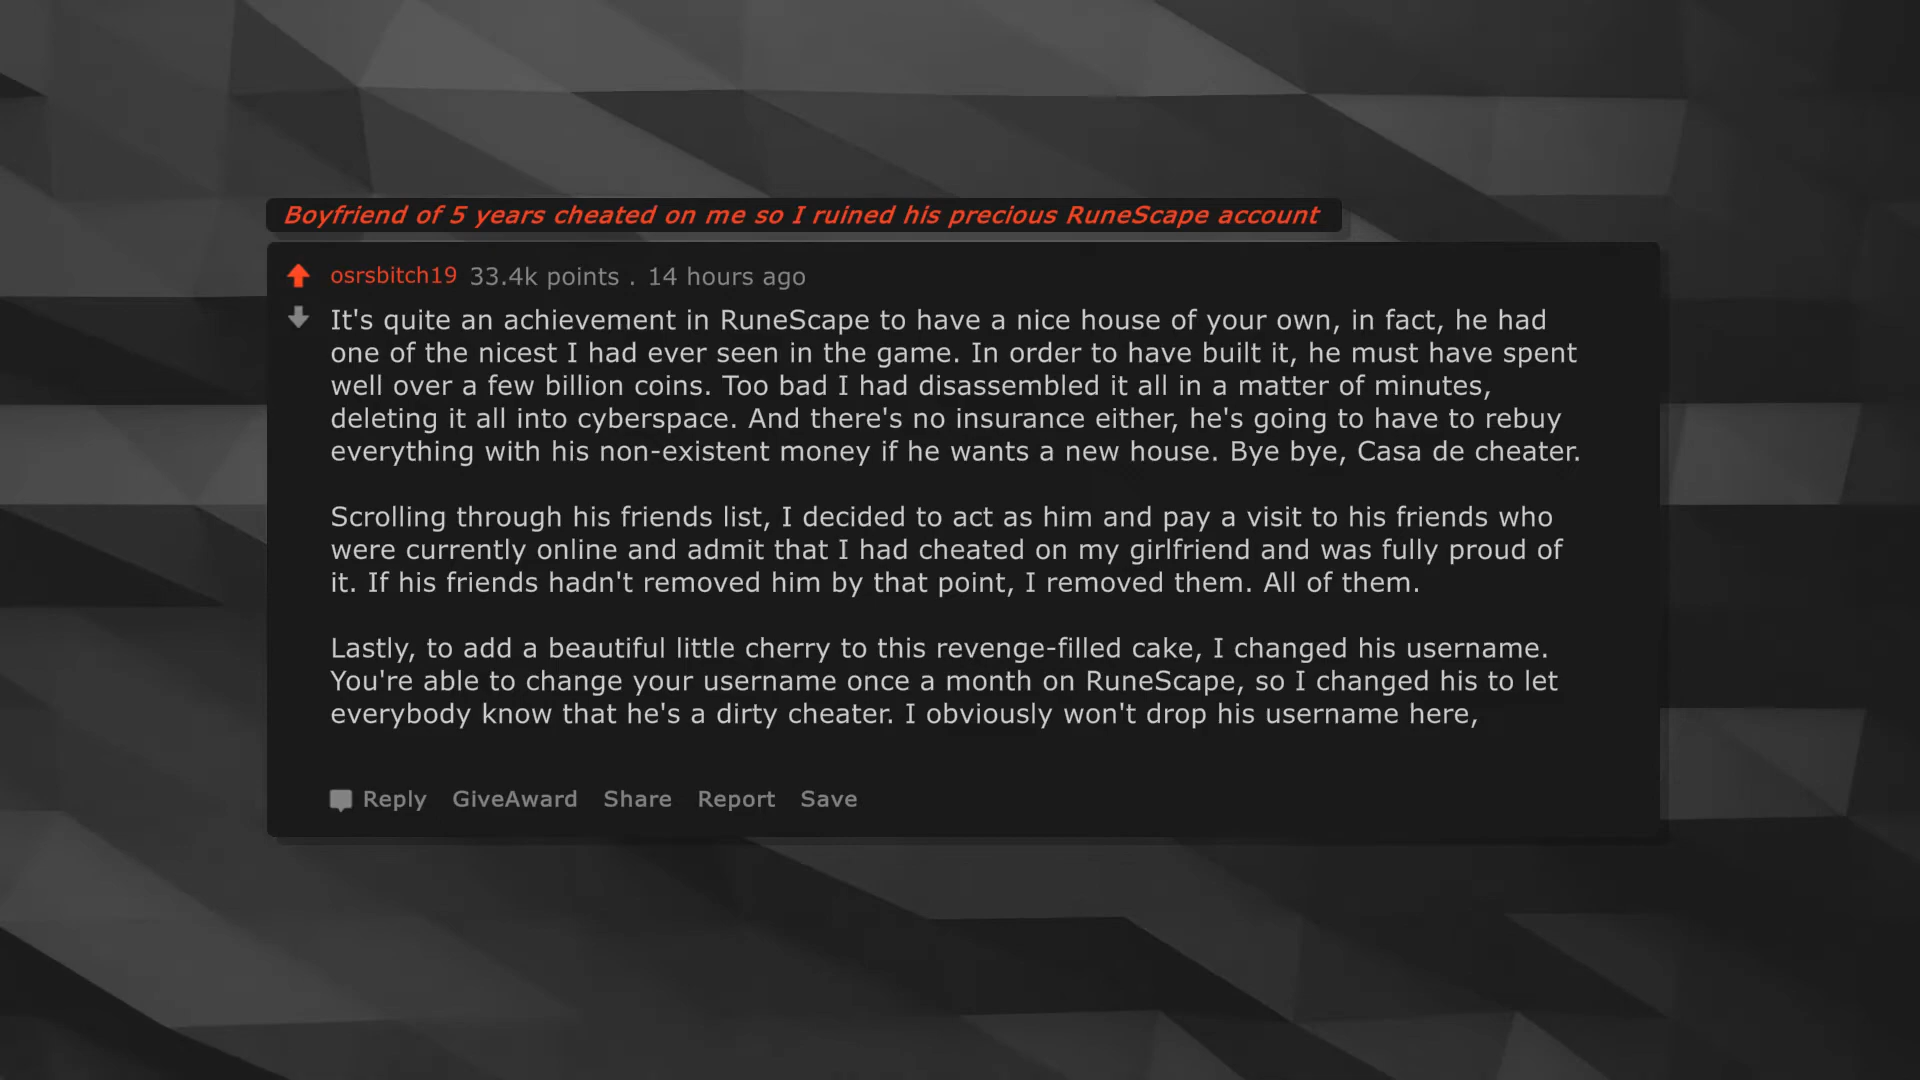 Boyfriend of 5 years cheated on me so I ruined his precious RuneScape account
osrsbitch19 33.4k points . 14 hours ago
It's quite an achievement in RuneScape to have a nice house of your own, in fact, he had
one of the nicest I had ever seen in the game. In order to have built it, he must have spent
well over a few billion coins. Too bad I had disassembled it all in a matter of minutes,
deleting it all into cyberspace. And there's no insurance either, he's going to have to rebuy
everything with his non-existent money if he wants a new house. Bye bye, Casa de cheater.
Scrolling through his friends list, I decided to act as him and pay a visit to his friends who
were currently online and admit that I had cheated on my girlfriend and was fully proud of
it. If his friends hadn't removed him by that point, I removed them. All of them.
Lastly, to add a beautiful little cherry to this revenge-filled cake, I changed his username.
You're able to change your username once a month on RuneScape, so I changed his to let
everybody know that he's a dirty cheater. I obviously won't drop his username here,
Reply GiveAward Share Report Save